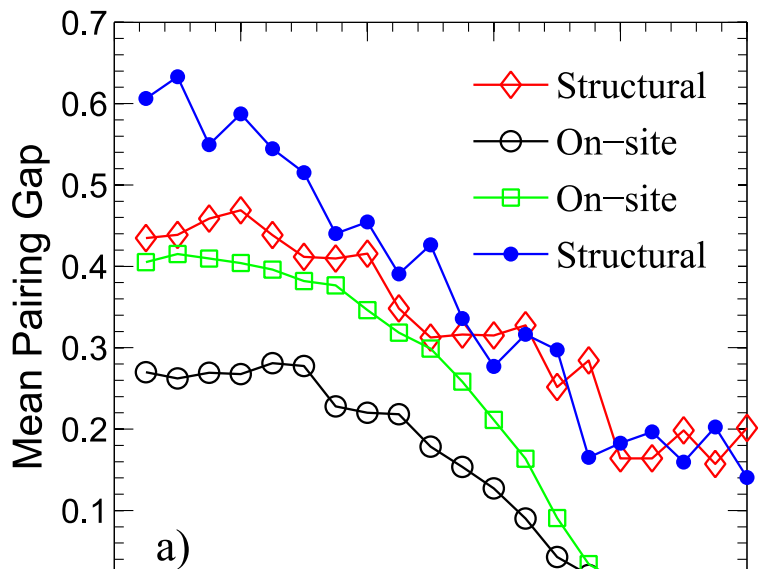 0.7
0.6
0.5
0.4
0.3
0.2
0.1
Mean Pairing Gap
Structural
On−site
On−site
Structural
a)